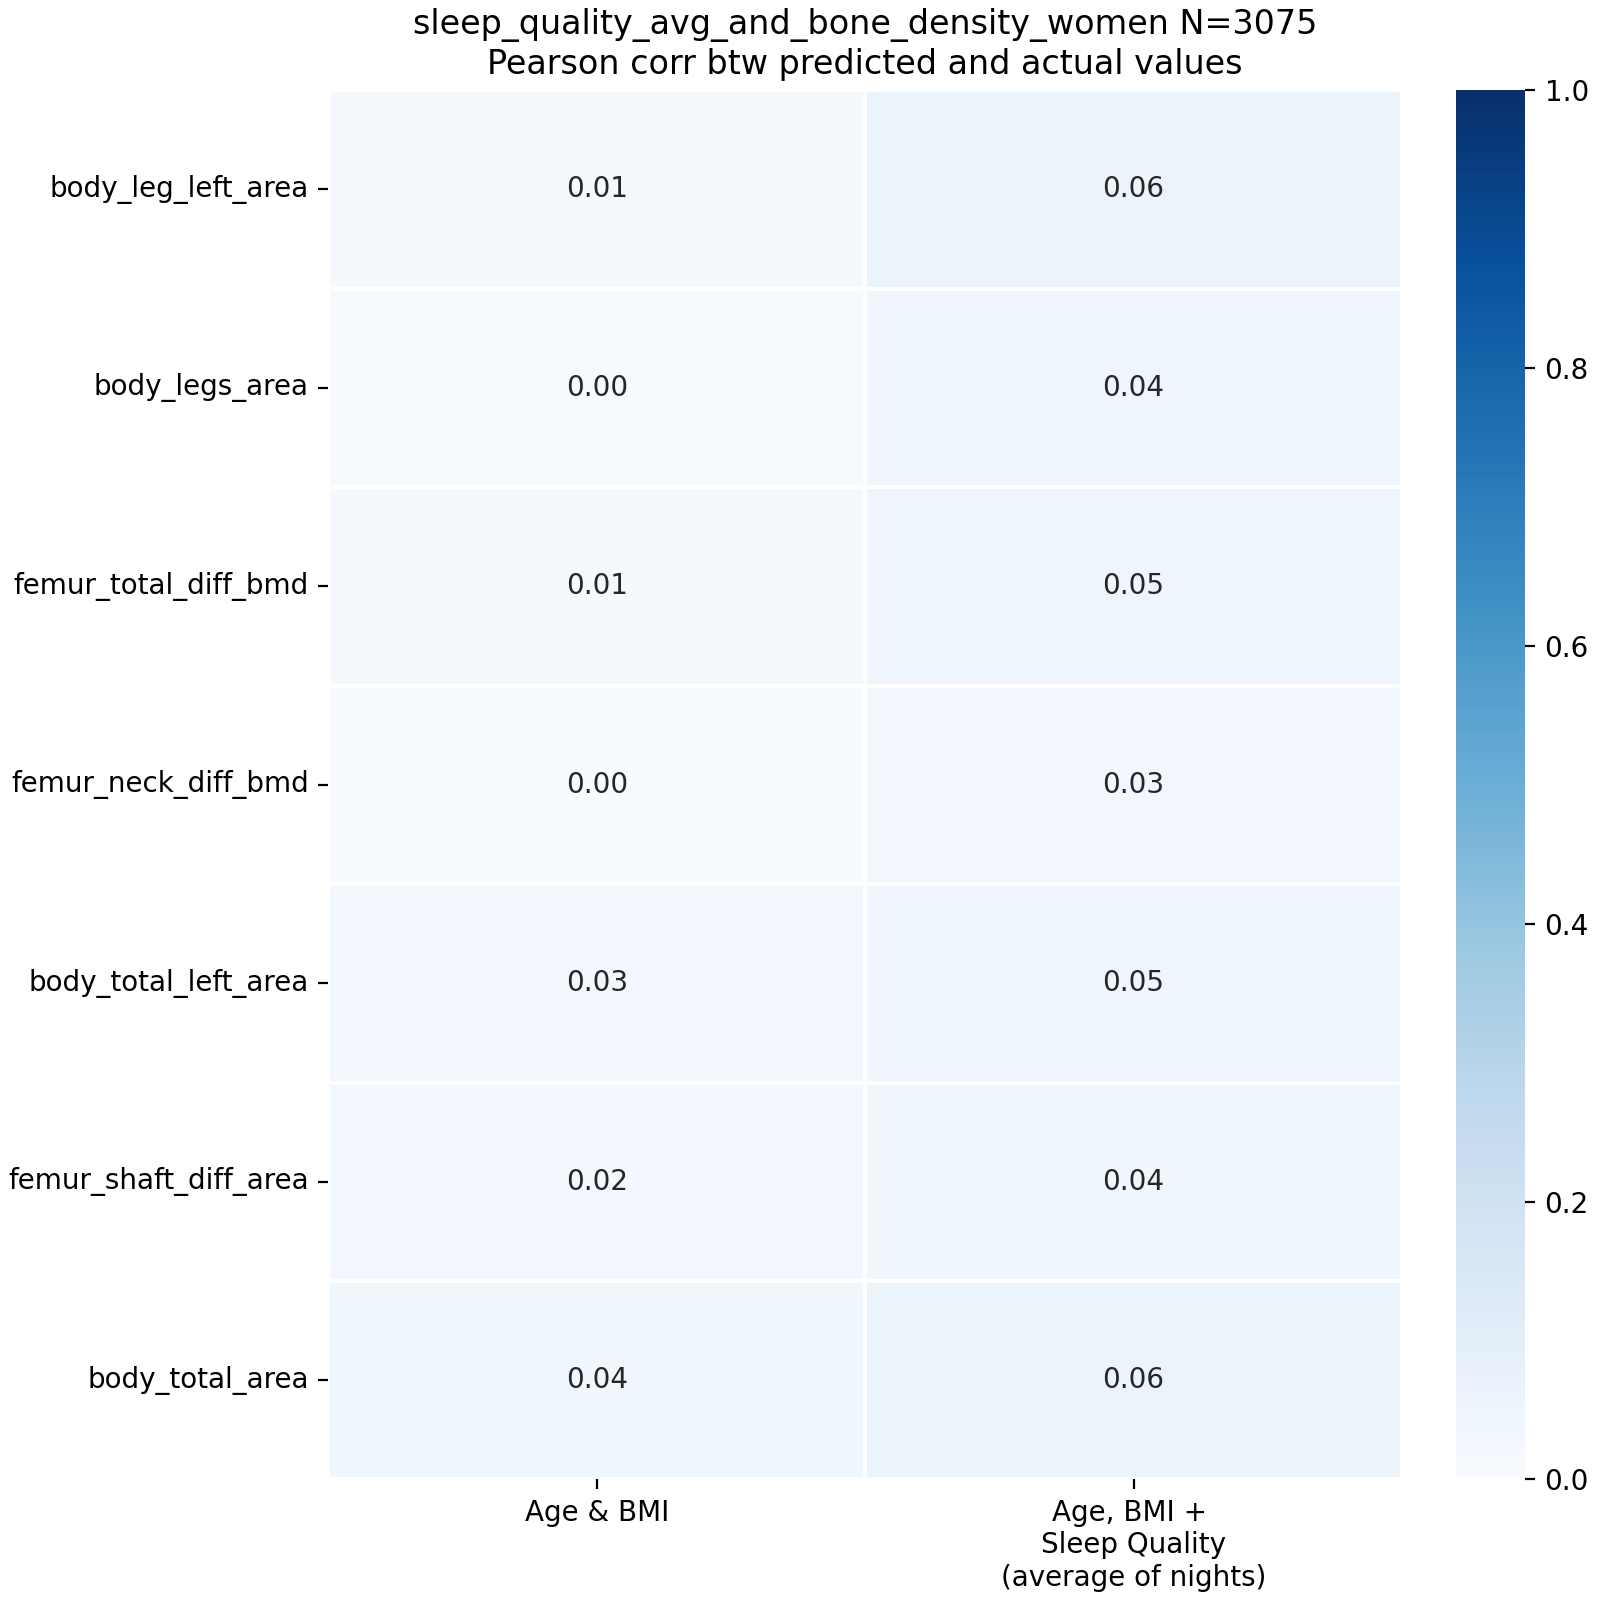 sleep_quality_avg_and_bone_density_women N=3075
Pearson corr btw predicted and actual values
body_leg_left_area 0.01 0.06
body_legs_area 0.00 0.04
femur_total_diff_bmd 0.01 0.05
femur_neck_diff_bmd 0.00 0.03
body_total_left_area 0.03 0.05
femur_shaft_diff_area 0.02 0.04
body_total_area 0.04 0.06
Age & BMI
Age, BMI +
Sleep Quality
(average of nights)
1.0
0.8
0.6
0.4
0.2
0.0